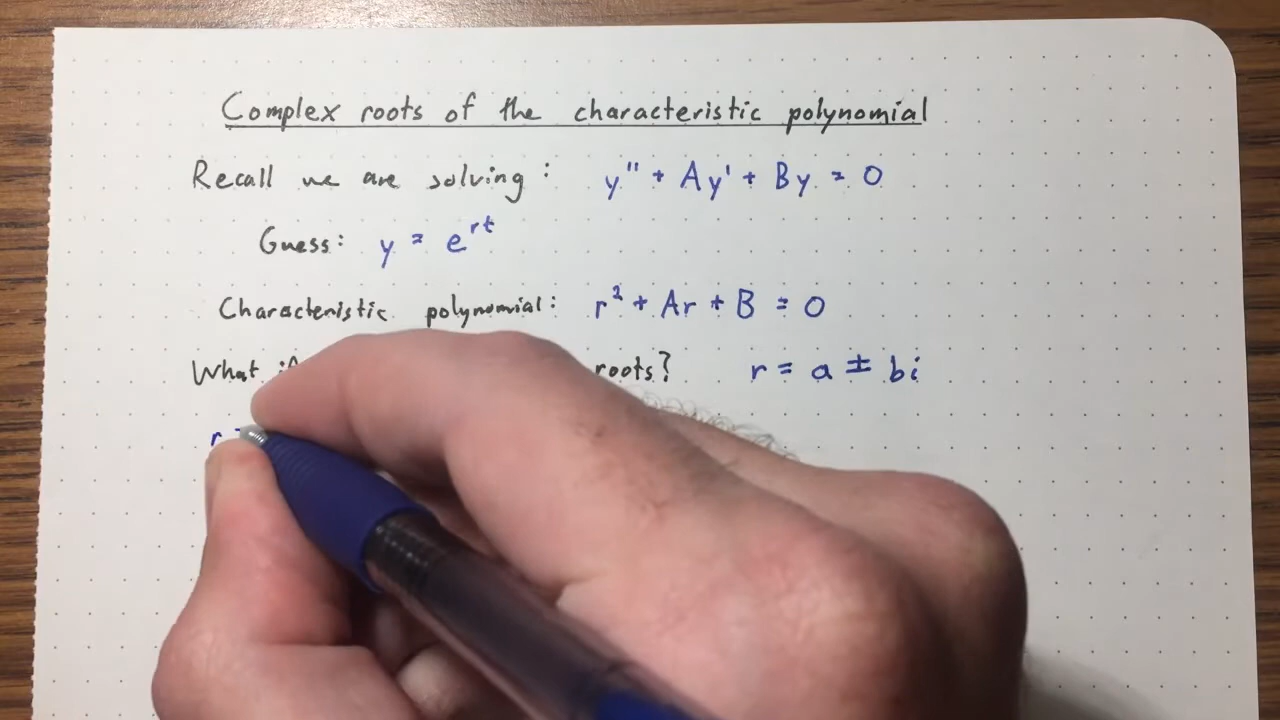 Complex roots of the characteristic polynomial
Recall we are solving: y'' + Ay' + By = 0
Guess: y = e^{rt}
Characteristic polynomial: r² + Ar + B = 0
What roots? r = a ± bi
r